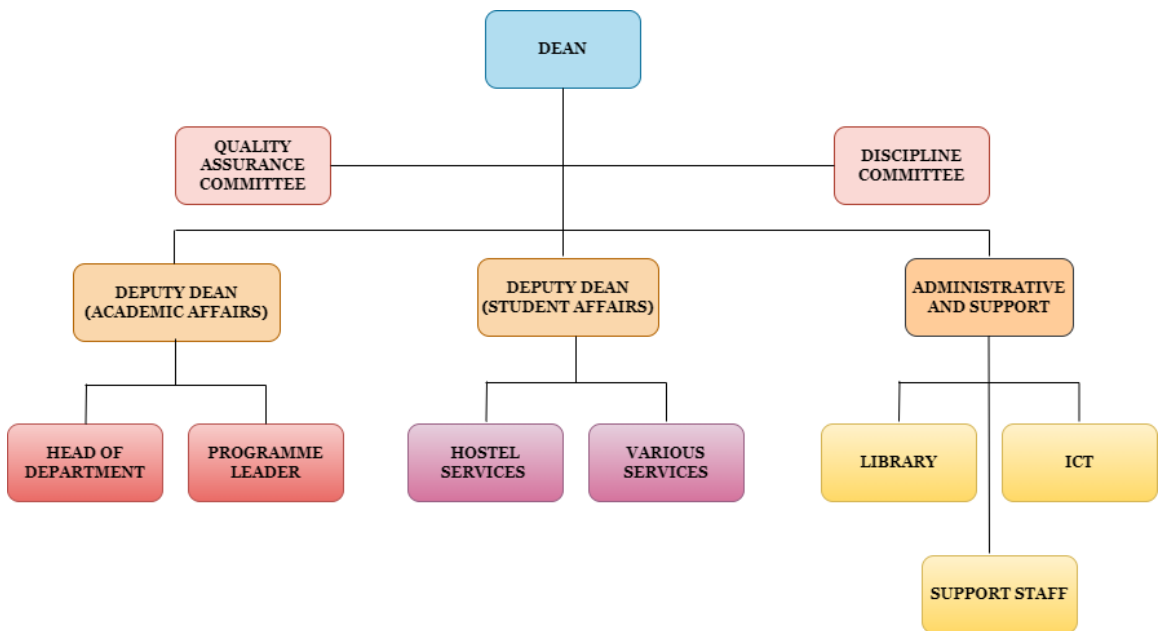 DEAN
QUALITY
ASSURANCE
COMMITTEE
DISCIPLINE
COMMITTEE
DEPUTY DEAN
(ACADEMIC AFFAIRS)
DEPUTY DEAN
(STUDENT AFFAIRS)
ADMINISTRATIVE
AND SUPPORT
HEAD OF
DEPARTMENT
PROGRAMME
LEADER
HOSTEL
SERVICES
VARIOUS
SERVICES
LIBRARY
ICT
SUPPORT STAFF